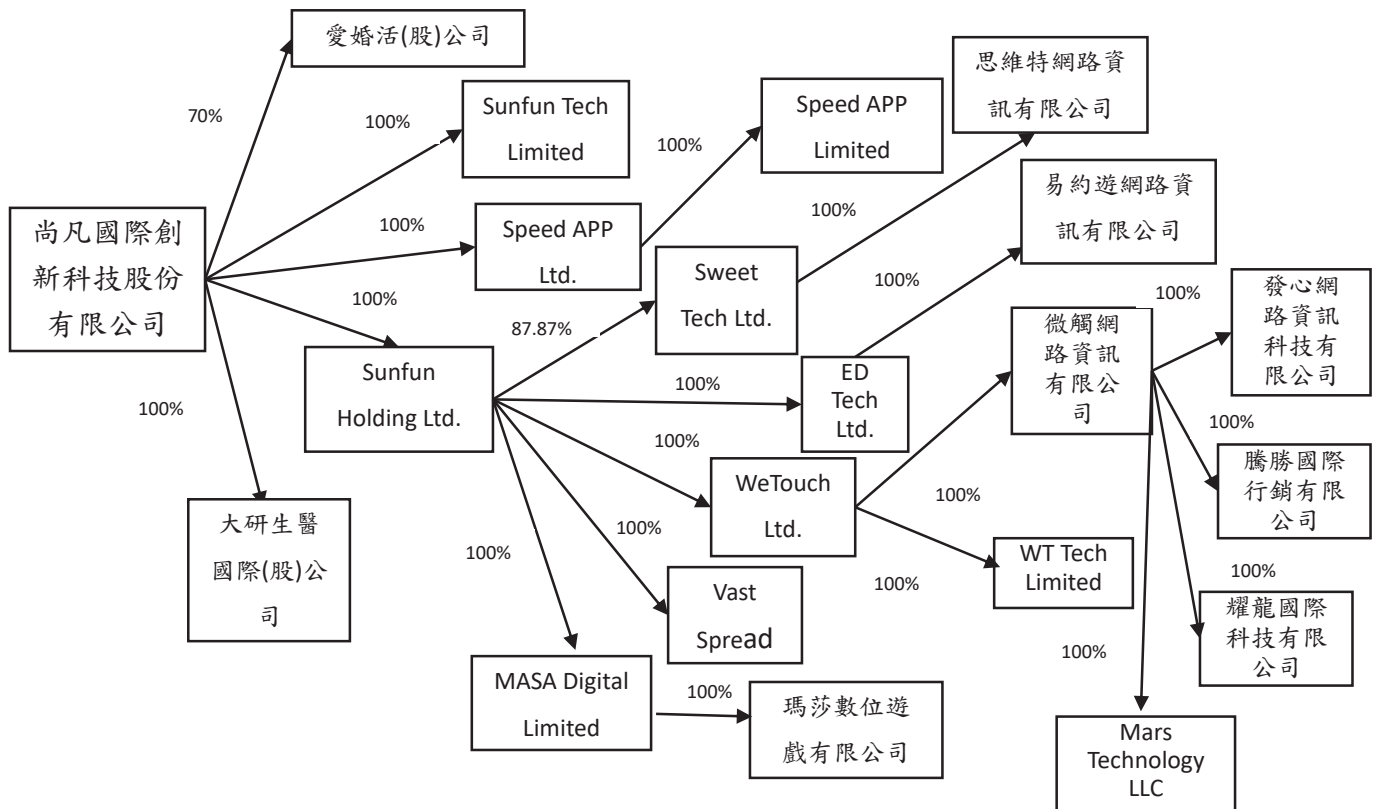 愛婚活(股)公司
70%
100%
Sunfun Tech
Limited
100%
Speed APP
Limited
思維特網路資
訊有限公司
尚凡國際創
新科技股份
有限公司
100%
Speed APP
Ltd.
100%
Sweet
Tech Ltd.
100%
易約遊網路資
訊有限公司
100%
87.87%
Sunfun
Holding Ltd.
100%
ED
Tech
Ltd.
微觸網
路資訊
有限公
司
100%
發心網
路資訊
科技有
限公司
100%
大研生醫
國際(股)公
司
100%
WeTouch
Ltd.
100%
騰勝國際
行銷有限
公司
100%
100%
Vast
Spread
100%
100%
WT Tech
Limited
100%
耀龍國際
科技有限
公司
100%
MASA Digital
Limited
100%
瑪莎數位遊
戲有限公司
100%
Mars
Technology
LLC